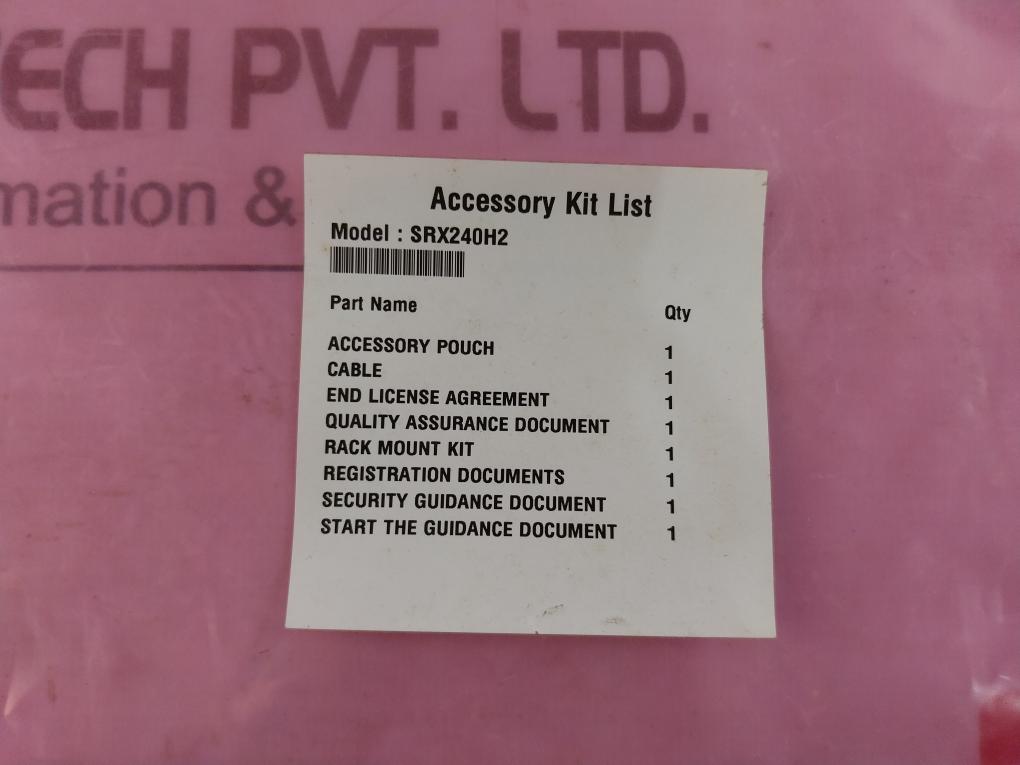 TECH PVT. LTD.
mation &
Accessory Kit List
Model : SRX240H2
Part Name Qty
ACCESSORY POUCH 1
CABLE 1
END LICENSE AGREEMENT 1
QUALITY ASSURANCE DOCUMENT 1
RACK MOUNT KIT 1
REGISTRATION DOCUMENTS 1
SECURITY GUIDANCE DOCUMENT 1
START THE GUIDANCE DOCUMENT 1